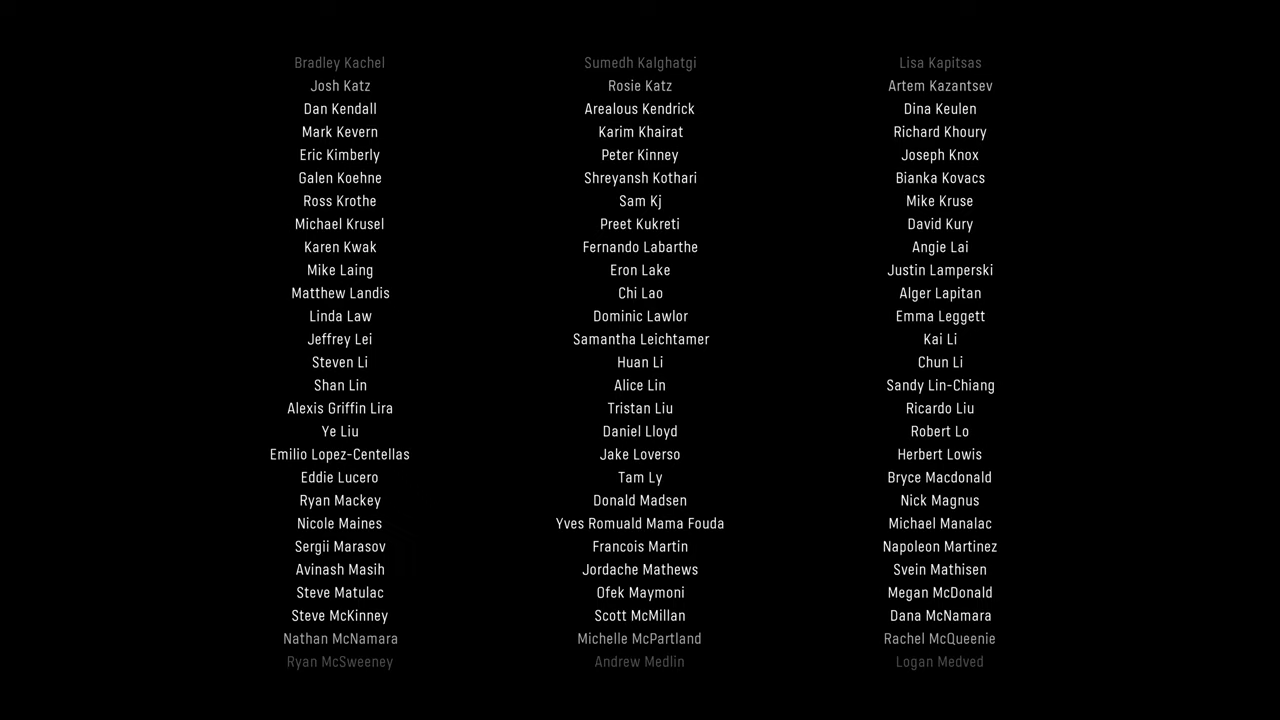 Bradley Kachel Sumedh Kalghatgi Lisa Kapitsas
Josh Katz Rosie Katz Artem Kazantsev
Dan Kendall Arealous Kendrick Dina Keulen
Mark Kevern Karim Khairat Richard Khoury
Eric Kimberly Peter Kinney Joseph Knox
Galen Koehne Shreyansh Kothari Bianka Kovacs
Ross Krothe Sam Kj Mike Kruse
Michael Krusel Preet Kukreti David Kury
Karen Kwak Fernando Labarthe Angie Lai
Mike Laing Eron Lake Justin Lamperski
Matthew Landis Chi Lao Alger Lapitan
Linda Law Dominic Lawlor Emma Leggett
Jeffrey Lei Samantha Leichtamer Kai Li
Steven Li Huan Li Chun Li
Shan Lin Alice Lin Sandy Lin-Chiang
Alexis Griffin Lira Tristan Liu Ricardo Liu
Ye Liu Daniel Lloyd Robert Lo
Emilio Lopez-Centellas Jake Loverso Herbert Lowis
Eddie Lucero Tam Ly Bryce Macdonald
Ryan Mackey Donald Madsen Nick Magnus
Nicole Maines Yves Romuald Mama Fouda Michael Manalac
Sergii Marasov Francois Martin Napoleon Martinez
Avinash Masih Jordache Mathews Svein Mathisen
Steve Matulac Ofek Maymoni Megan McDonald
Steve McKinney Scott McMillan Dana McNamara
Nathan McNamara Michelle McPartland Rachel McQueenie
Ryan McSweeney Andrew Medlin Logan Medved